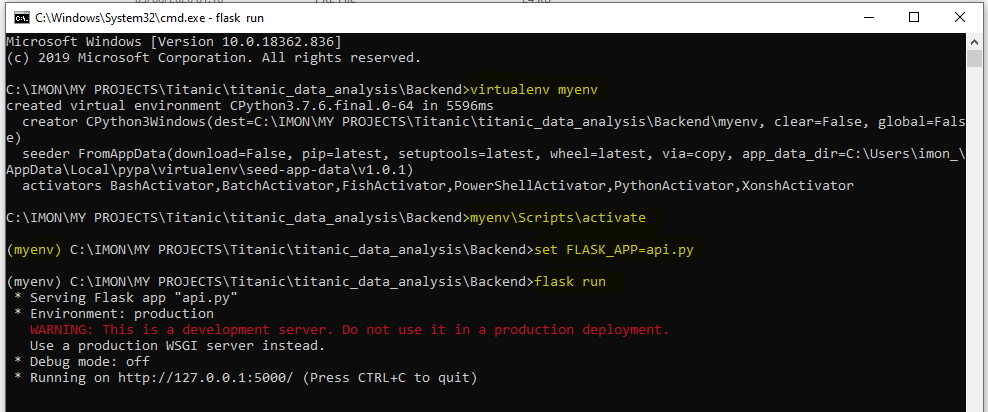 C:\Windows\System32\cmd.exe - flask run
Microsoft Windows [Version 10.0.18362.836]
(c) 2019 Microsoft Corporation. All rights reserved.
C:\IMON\MY PROJECTS\Titanic\titanic_data_analysis\Backend>virtualenv myenv
created virtual environment CPython3.7.6.final.0-64 in 5596ms
creator CPython3Windows(dest=C:\IMON\MY PROJECTS\Titanic\titanic_data_analysis\Backend\myenv, clear=False, global=Fals
e)
seeder FromAppData(download=False, pip=latest, setuptools=latest, wheel=latest, via=copy, app_data_dir=C:\Users\imon_\
AppData\Local\pypa\virtualenv\seed-app-data\v1.0.1)
activators BashActivator,BatchActivator,FishActivator,PowerShellActivator,PythonActivator,XonshActivator
C:\IMON\MY PROJECTS\Titanic\titanic_data_analysis\Backend>myenv\Scripts\activate
(myenv) C:\IMON\MY PROJECTS\Titanic\titanic_data_analysis\Backend>set FLASK_APP=api.py
(myenv) C:\IMON\MY PROJECTS\Titanic\titanic_data_analysis\Backend>flask run
* Serving Flask app "api.py"
* Environment: production
WARNING: This is a development server. Do not use it in a production deployment.
Use a production WSGI server instead.
* Debug mode: off
* Running on http://127.0.0.1:5000/ (Press CTRL+C to quit)